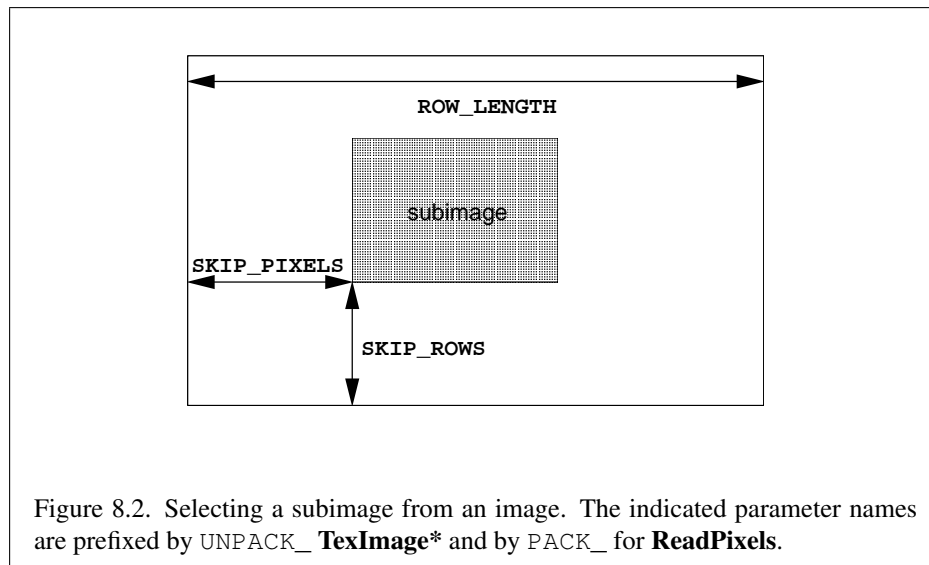 ROW_LENGTH
subimage
SKIP_PIXELS
SKIP_ROWS
Figure 8.2. Selecting a subimage from an image. The indicated parameter names
are prefixed by UNPACK_ TexImage* and by PACK_ for ReadPixels.